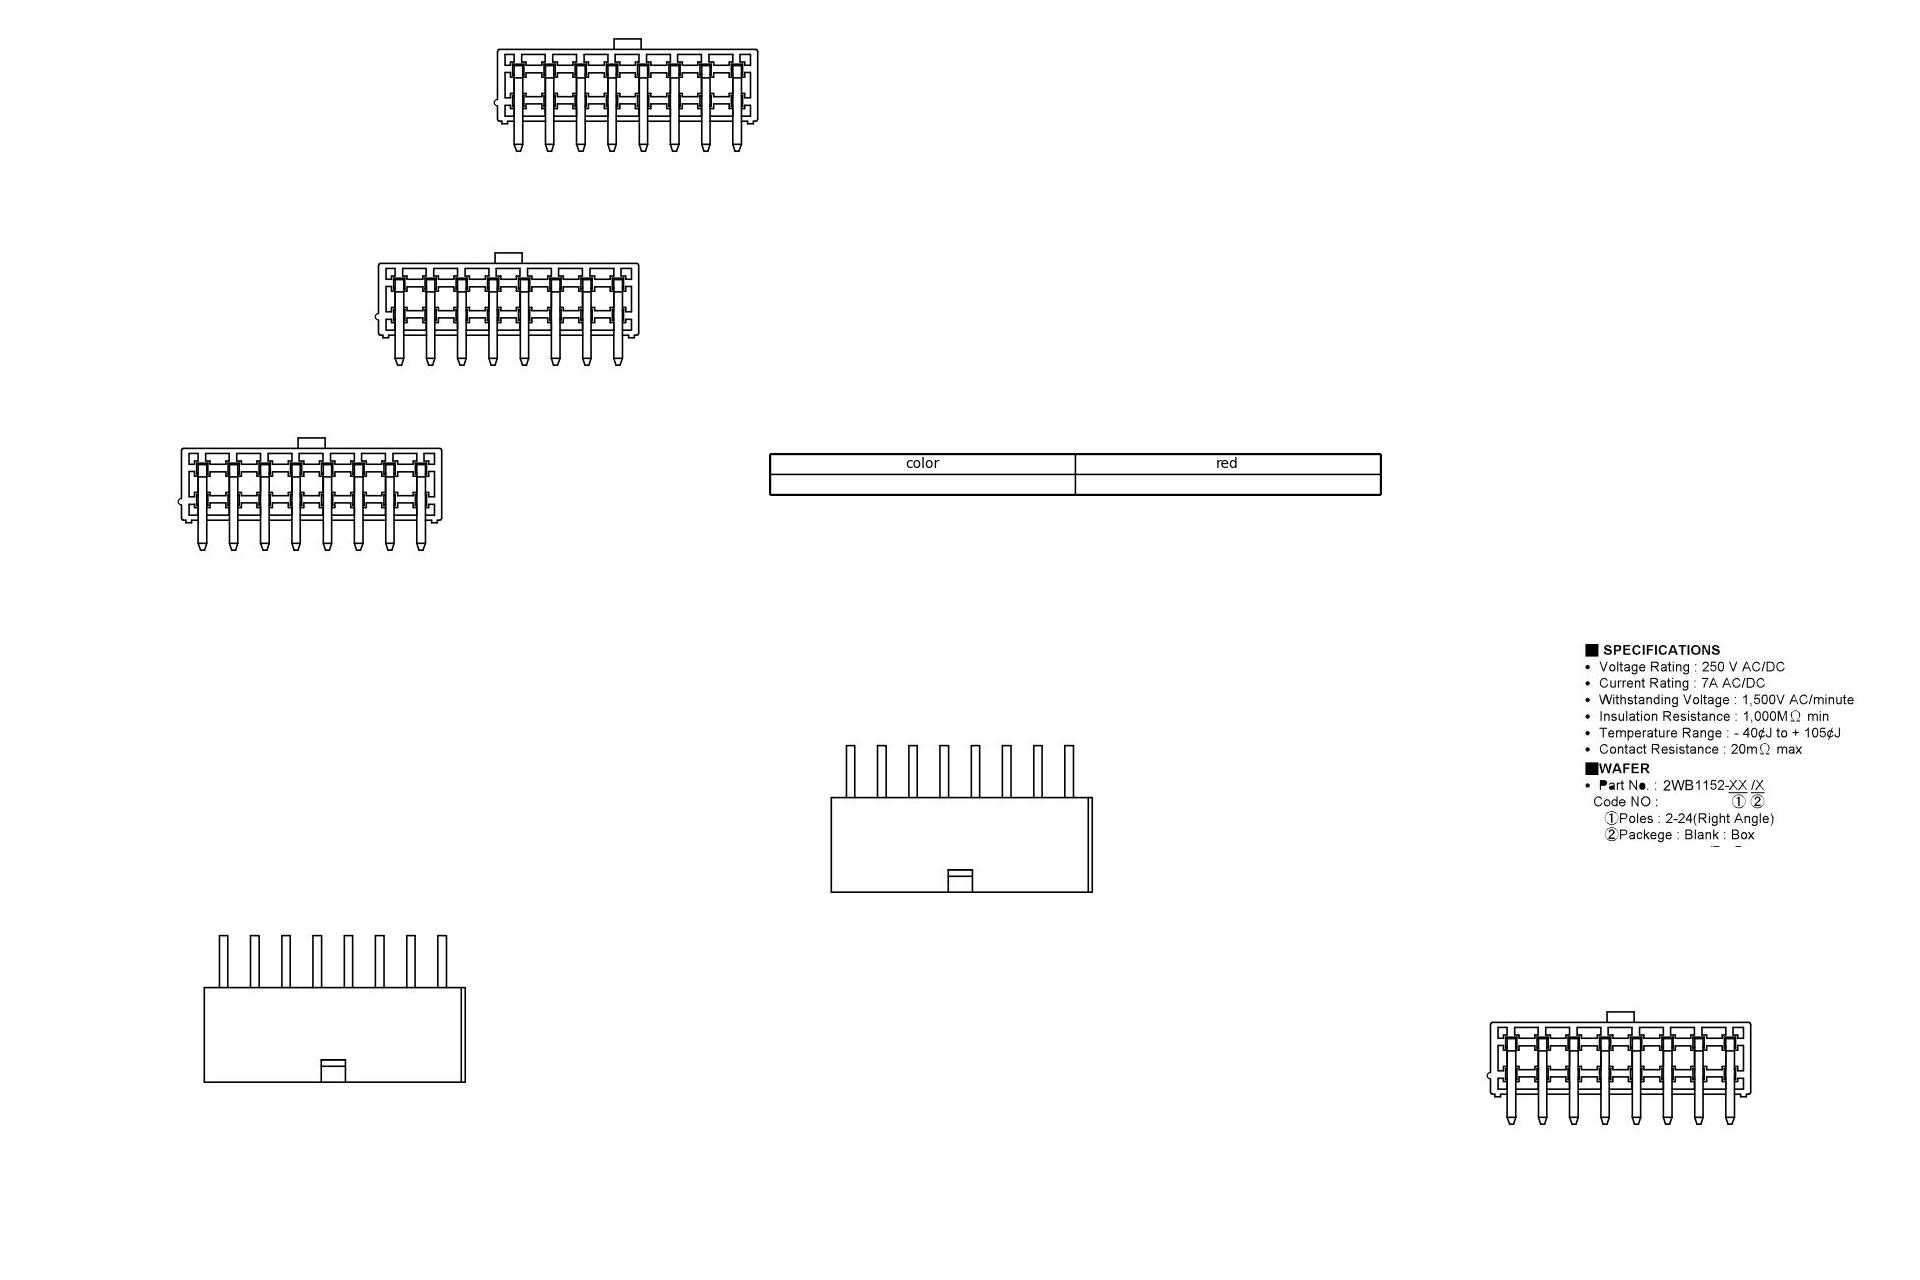 color red
■ SPECIFICATIONS
• Voltage Rating : 250 V AC/DC
• Current Rating : 7A AC/DC
• Withstanding Voltage : 1,500V AC/minute
• Insulation Resistance : 1,000MΩ min
• Temperature Range : - 40¢J to + 105¢J
• Contact Resistance : 20mΩ max
■WAFER
• Part No. : 2WB1152-XX /X
Code NO : ① ②
①Poles : 2-24(Right Angle)
②Packege : Blank : Box